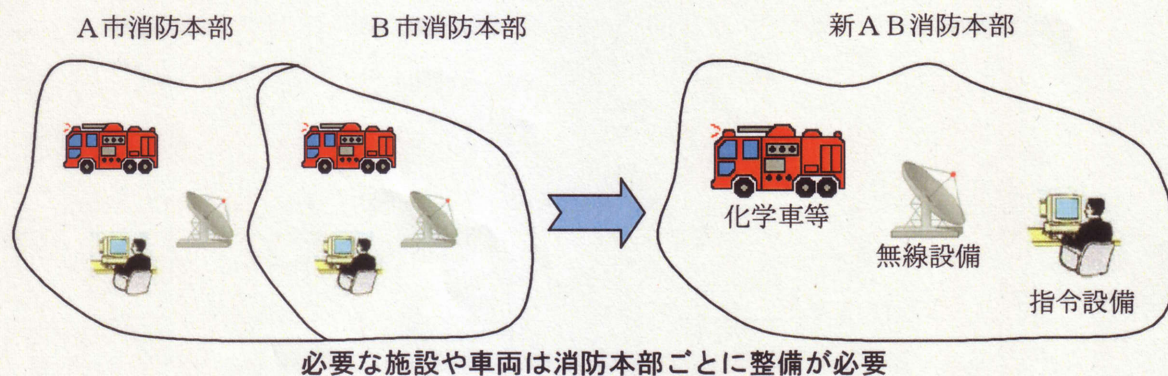 A市消防本部
B市消防本部
新AB消防本部
化学車等
無線設備
指令設備
必要な施設や車両は消防本部ごとに整備が必要